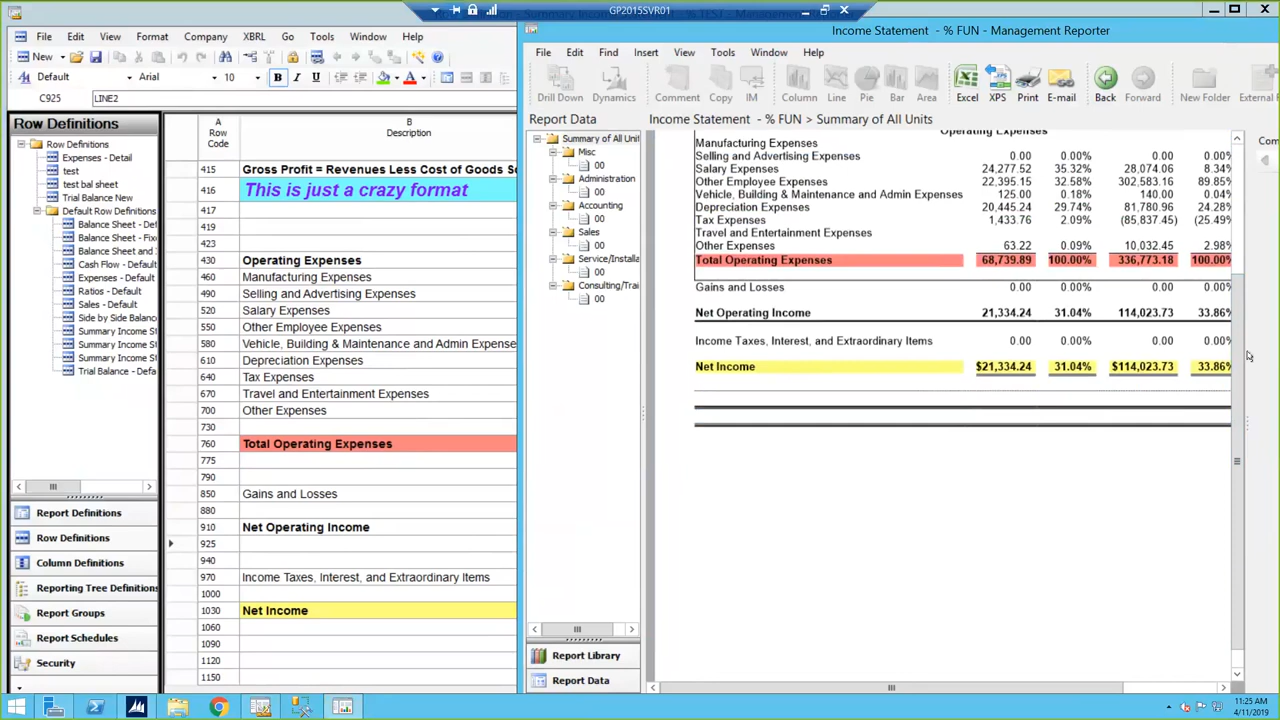 GP2015SVR01
Income Statement - % FUN - Management Reporter
File Edit View Format Company XBRL Go Tools Window Help
New
Default Arial 10 B I U A
C925 LINE2
Row Definitions
Row Definitions
Expenses - Detail
test
test bal sheet
Trial Balance New
Default Row Definitions
Balance Sheet - De
Balance Sheet - Fix
Balance Sheet and
Cash Flow - Default
Expenses - Default
Ratios - Default
Sales - Default
Side by Side Balanc
Summary Income St
Summary Income St
Summary Income St
Trial Balance - Defa
Report Definitions
Row Definitions
Column Definitions
Reporting Tree Definitions
Report Groups
Report Schedules
Security
A B
Row Code Description
415 Gross Profit = Revenues Less Cost of Goods S
416 This is just a crazy format
417
419
423
430 Operating Expenses
460 Manufacturing Expenses
490 Selling and Advertising Expenses
520 Salary Expenses
550 Other Employee Expenses
580 Vehicle, Building & Maintenance and Admin Expense
610 Depreciation Expenses
640 Tax Expenses
670 Travel and Entertainment Expenses
700 Other Expenses
730
760 Total Operating Expenses
775
790
850 Gains and Losses
880
910 Net Operating Income
925
940
970 Income Taxes, Interest, and Extraordinary Items
1000
1030 Net Income
1060
1090
1120
1150
File Edit Find Insert View Tools Window Help
Drill Down Dynamics Comment Copy IM Column Line Pie Bar Area Excel XPS Print E-mail Back Forward New Folder External F
Report Data
Income Statement - % FUN > Summary of All Units
Com
Summary of All Unit
Misc
00
Administration
00
Accounting
00
Sales
00
Service/Installa
00
Consulting/Trai
00
Report Library
Report Data
Operating Expenses
Manufacturing Expenses
Selling and Advertising Expenses 0.00 0.00% 0.00 0.00%
Salary Expenses 24,277.52 35.32% 28,074.06 8.34%
Other Employee Expenses 22,395.15 32.58% 302,583.16 89.85%
Vehicle, Building & Maintenance and Admin Expenses 125.00 0.18% 140.00 0.04%
Depreciation Expenses 20,445.24 29.74% 81,780.96 24.28%
Tax Expenses 1,433.76 2.09% (85,837.45) (25.49%
Travel and Entertainment Expenses
Other Expenses 63.22 0.09% 10,032.45 2.98%
Total Operating Expenses 68,739.89 100.00% 336,773.18 100.00%
Gains and Losses 0.00 0.00% 0.00 0.00%
Net Operating Income 21,334.24 31.04% 114,023.73 33.86%
Income Taxes, Interest, and Extraordinary Items 0.00 0.00% 0.00 0.00%
Net Income $21,334.24 31.04% $114,023.73 33.86%
11:25 AM
4/11/2019